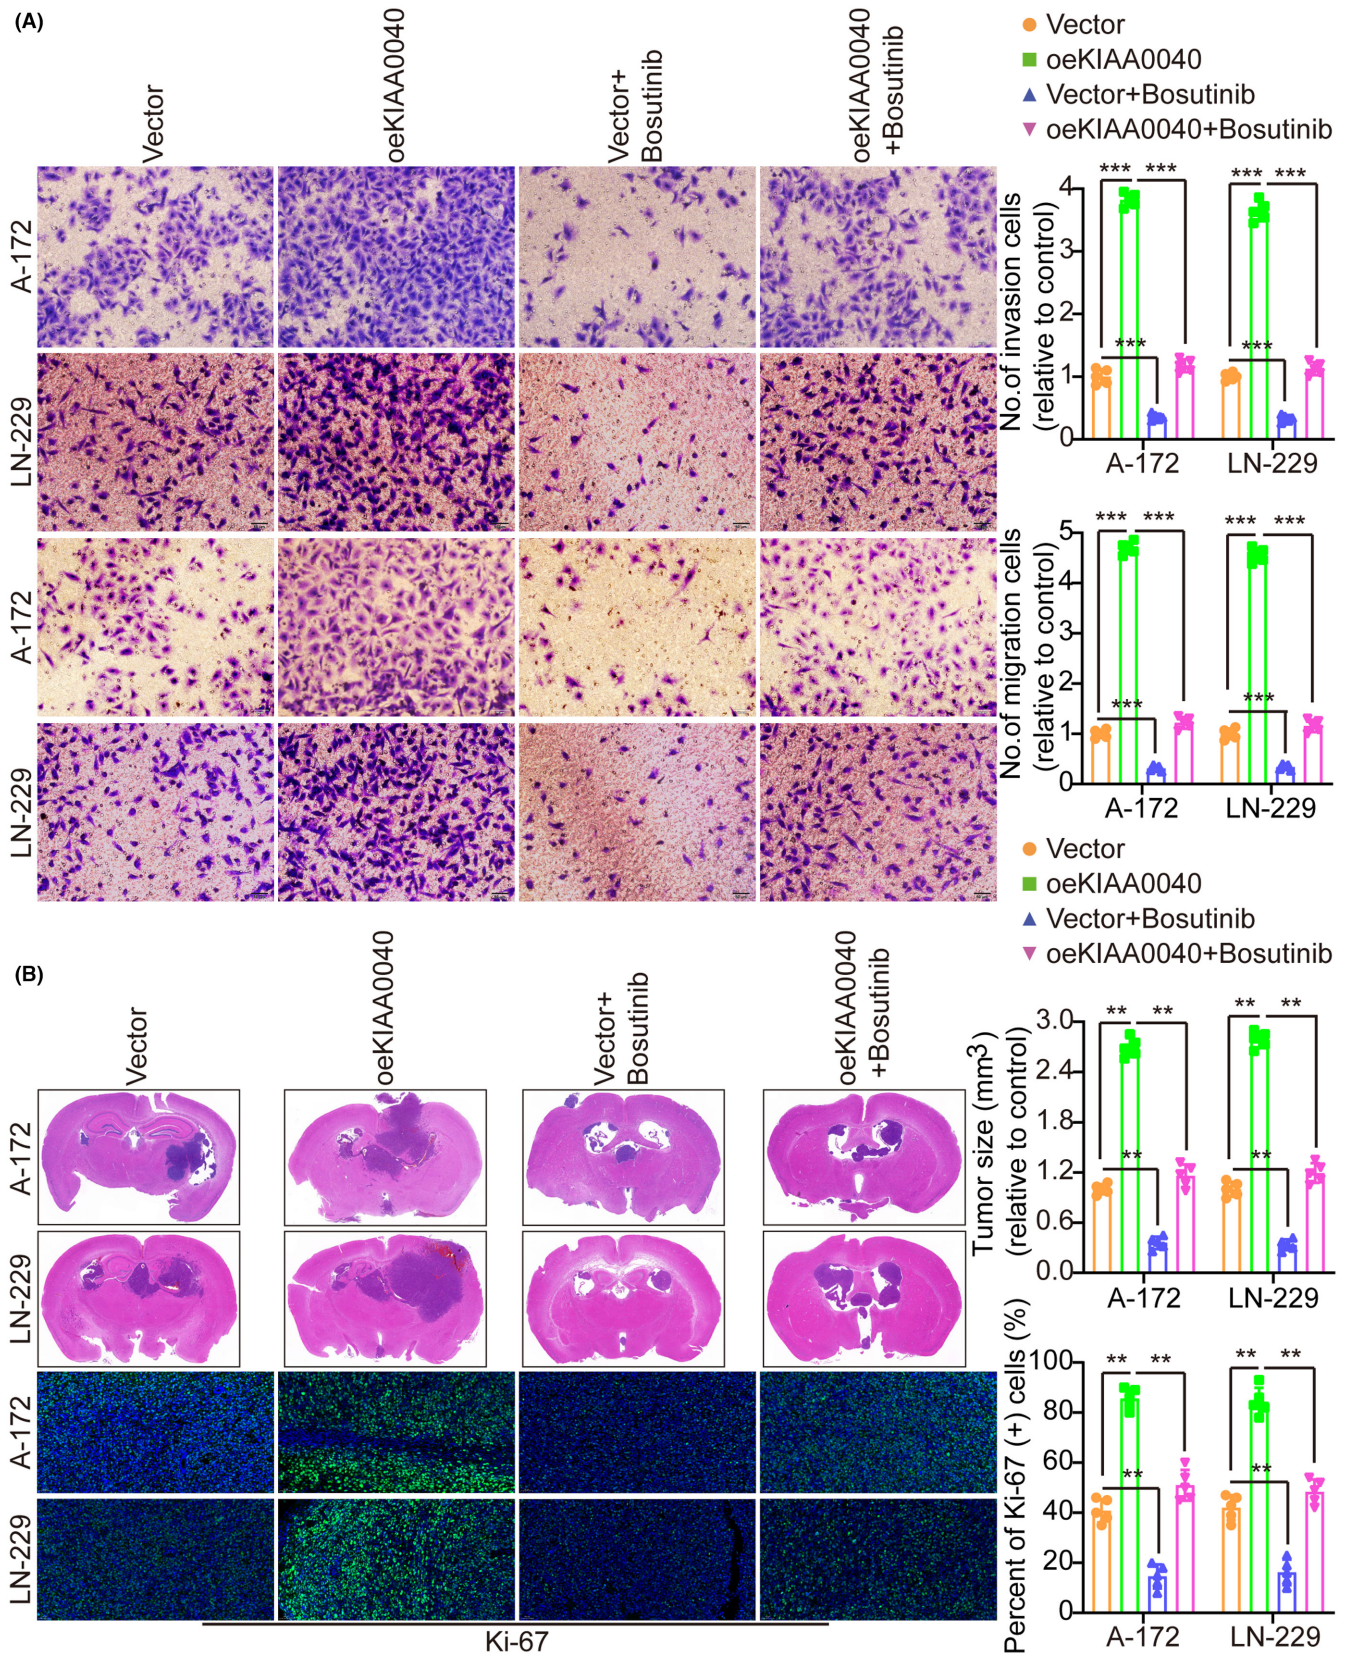 (A)
Vector
oeKIAA0040
Vector+
Bosutinib
oeKIAA0040
+Bosutinib
A-172
LN-229
A-172
LN-229
Vector
oeKIAA0040
Vector+Bosutinib
oeKIAA0040+Bosutinib
No.of invasion cells
(relative to control)
4
3
2
1
0
*** ***
***
*** ***
***
A-172 LN-229
No.of migration cells
(relative to control)
5
4
3
2
1
0
*** ***
***
*** ***
***
A-172 LN-229
(B)
Vector
oeKIAA0040
Vector+
Bosutinib
oeKIAA0040
+Bosutinib
A-172
LN-229
A-172
LN-229
Ki-67
Vector
oeKIAA0040
Vector+Bosutinib
oeKIAA0040+Bosutinib
Tumor size (mm3)
(relative to control)
3.0
2.4
1.8
1.2
0.6
0.0
** **
**
** **
**
A-172 LN-229
Percent of Ki-67 (+) cells (%)
100
80
60
40
20
0
** **
**
** **
**
A-172 LN-229